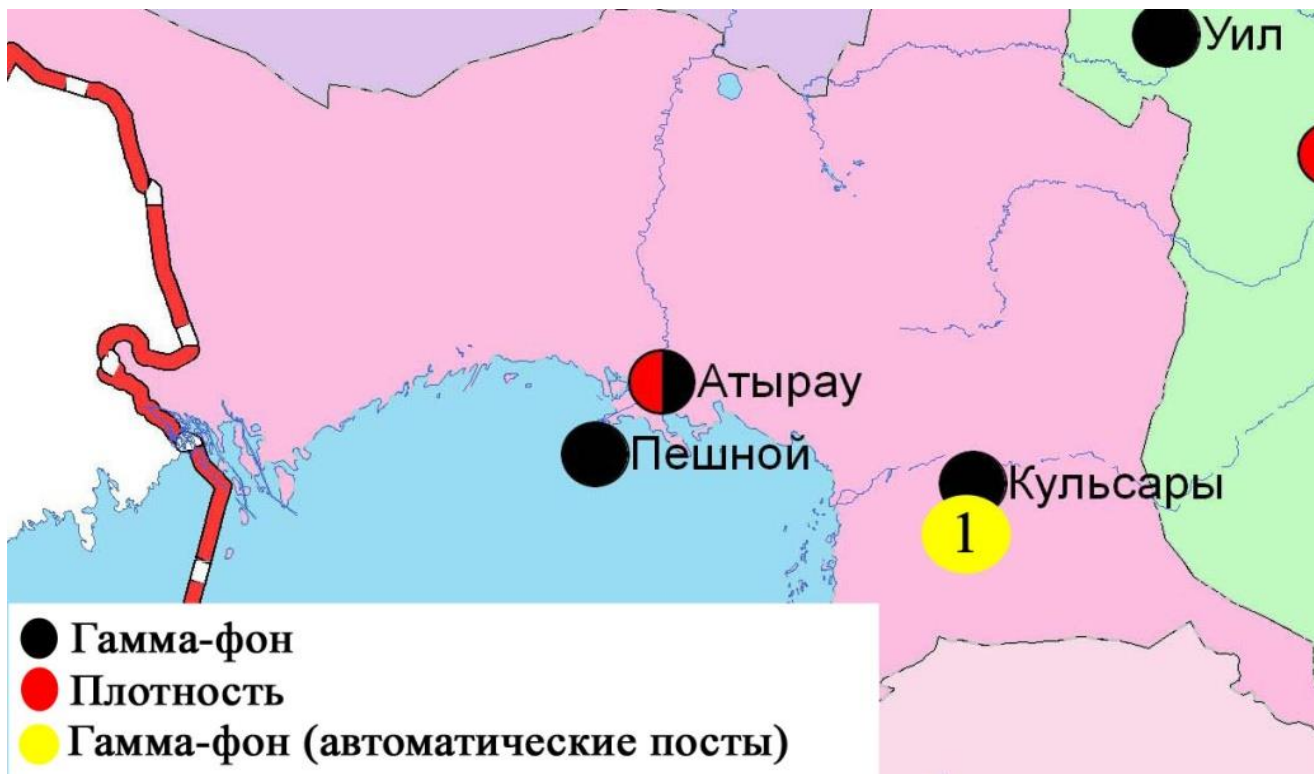 Уил
Атырау
Пешной
Кульсары
1
Гамма-фон
Плотность
Гамма-фон (автоматические посты)